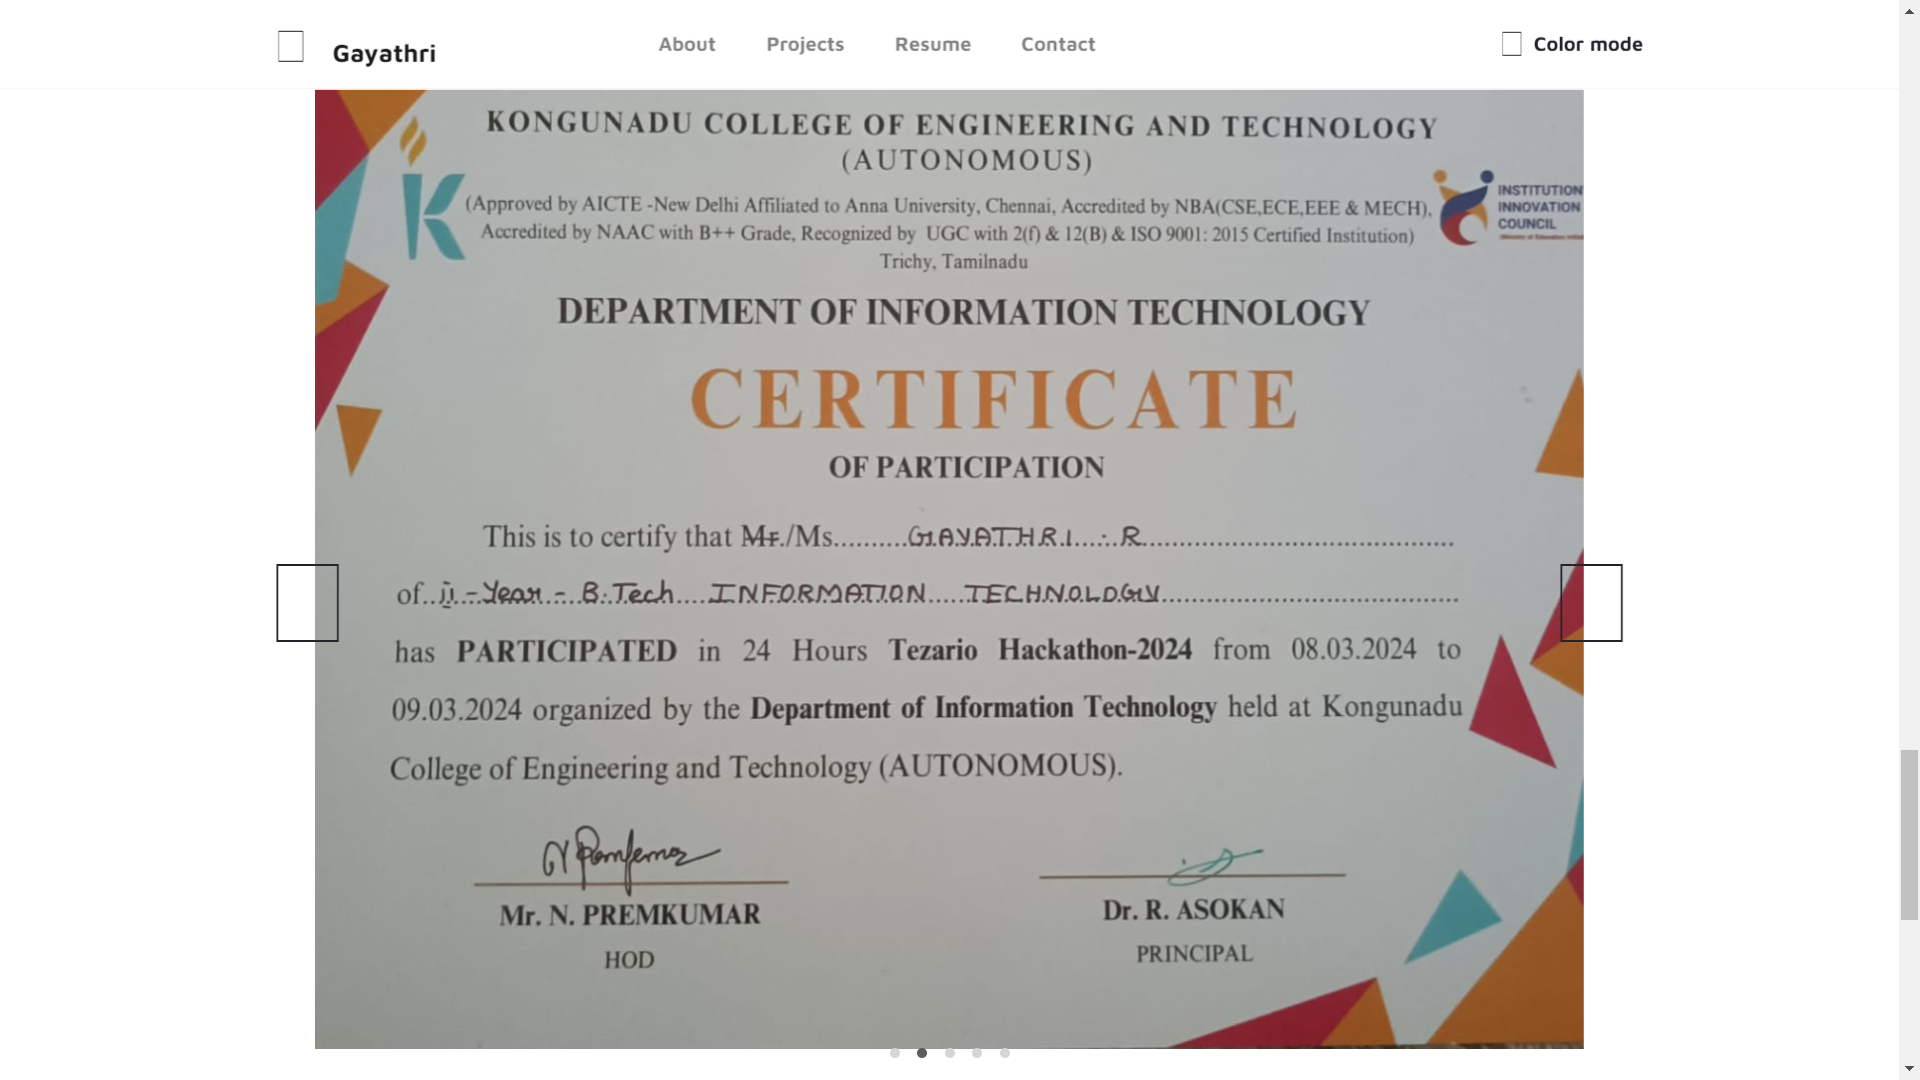 Gayathri
About Projects Resume Contact
Color mode
KONGUNADU COLLEGE OF ENGINEERING AND TECHNOLOGY
(AUTONOMOUS)
(Approved by AICTE -New Delhi Affiliated to Anna University, Chennai, Accredited by NBA(CSE,ECE,EEE & MECH),
Accredited by NAAC with B++ Grade, Recognized by UGC with 2(f) & 12(B) & ISO 9001: 2015 Certified Institution)
Trichy, Tamilnadu
INSTITUTION
INNOVATION
COUNCIL
DEPARTMENT OF INFORMATION TECHNOLOGY
CERTIFICATE
OF PARTICIPATION
This is to certify that Mr./Ms..........GAYATHRI . R
of..II - Year - B.Tech INFORMATION TECHNOLOGY
has PARTICIPATED in 24 Hours Tezario Hackathon-2024 from 08.03.2024 to
09.03.2024 organized by the Department of Information Technology held at Kongunadu
College of Engineering and Technology (AUTONOMOUS).
Mr. N. PREMKUMAR
HOD
Dr. R. ASOKAN
PRINCIPAL